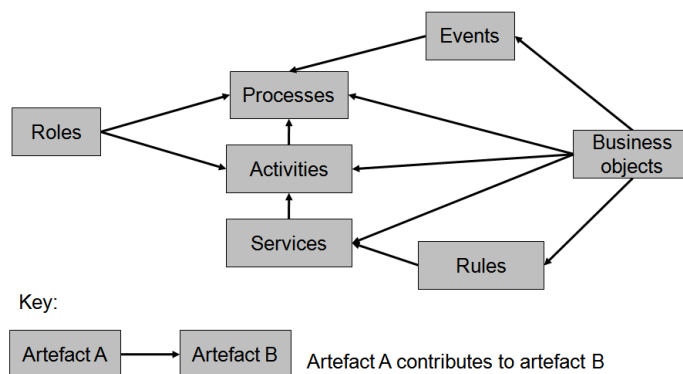 Events
Processes
Roles
Business
objects
Activities
Services
Rules
Key:
Artefact A
Artefact B
Artefact A contributes to artefact B